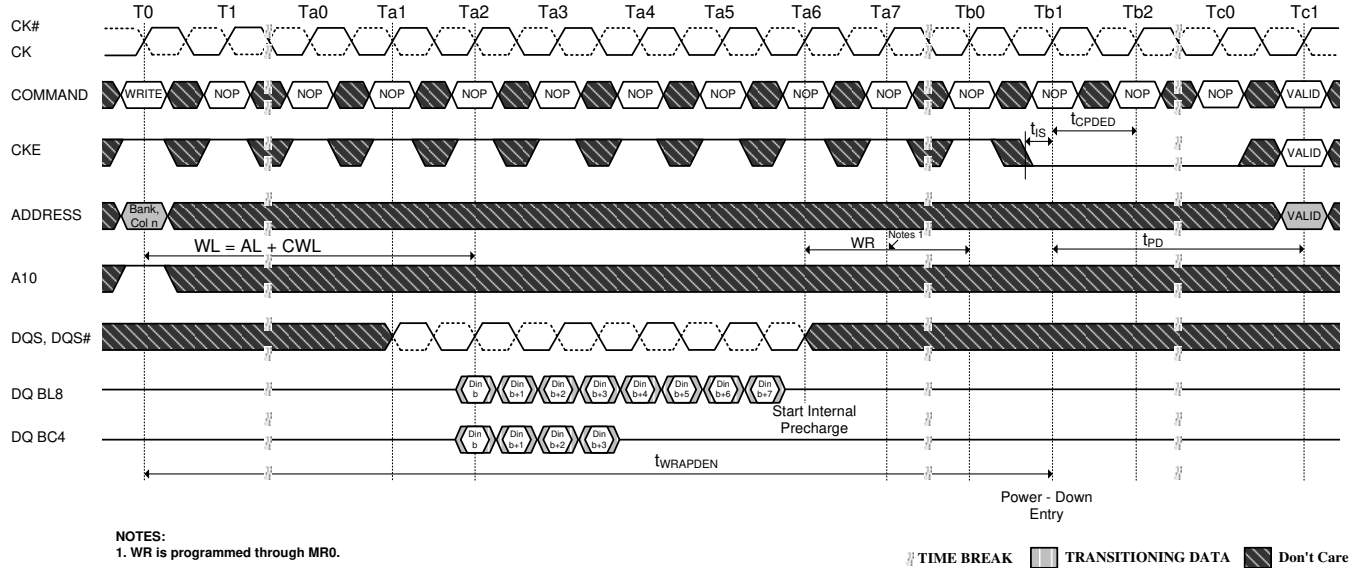 T0 T1 Ta0 Ta1 Ta2 Ta3 Ta4 Ta5 Ta6 Ta7 Tb0 Tb1 Tb2 Tc0 Tc1
CK#
CK
COMMAND WRITE NOP NOP NOP NOP NOP NOP NOP NOP NOP NOP NOP NOP NOP VALID
tIS tCPDED
CKE VALID
ADDRESS Bank, Col n VALID
WL = AL + CWL WR Notes 1 tPD
A10
DQS, DQS#
DQ BL8 Din b Din b+1 Din b+2 Din b+3 Din b+4 Din b+5 Din b+6 Din b+7
Start Internal
Precharge
DQ BC4 Din b Din b+1 Din b+2 Din b+3
tWRAPDEN
Power - Down
Entry
NOTES:
1. WR is programmed through MR0.
TIME BREAK TRANSITIONING DATA Don't Care